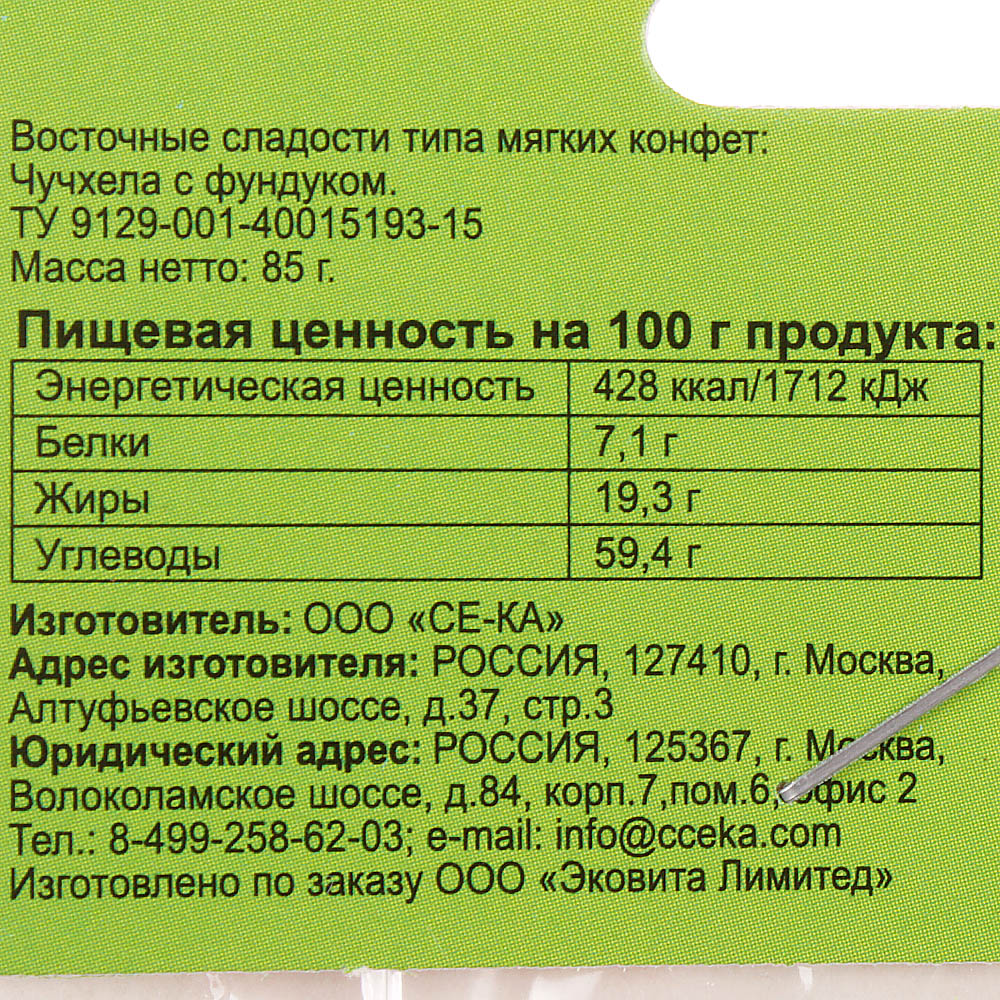 Восточные сладости типа мягких конфет:
Чучхела с фундуком.
ТУ 9129-001-40015193-15
Масса нетто: 85 г.
Пищевая ценность на 100 г продукта:
Энергетическая ценность 428 ккал/1712 кДж
Белки 7,1 г
Жиры 19,3 г
Углеводы 59,4 г
Изготовитель: ООО «СЕ-КА»
Адрес изготовителя: РОССИЯ, 127410, г. Москва,
Алтуфьевское шоссе, д.37, стр.3
Юридический адрес: РОССИЯ, 125367, г. Москва,
Волоколамское шоссе, д.84, корп.7,пом.6, офис 2
Тел.: 8-499-258-62-03; e-mail: info@cceka.com
Изготовлено по заказу ООО «Эковита Лимитед»